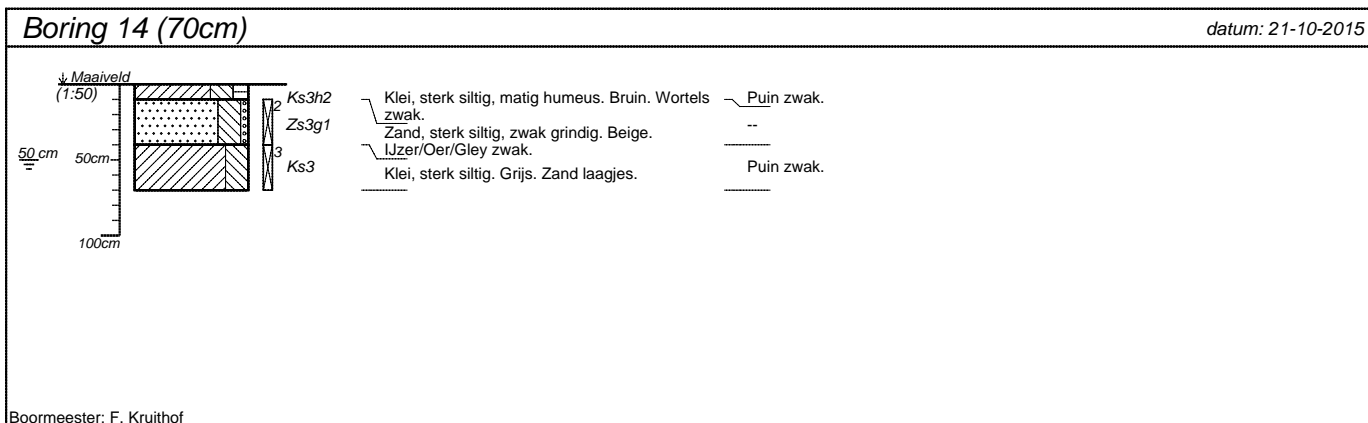 Boring 14 (70cm)
datum: 21-10-2015
Maaiveld
(1:50)
Ks3h2
Klei, sterk siltig, matig humeus. Bruin. Wortels
zwak.
Puin zwak.
2
Zs3g1
Zand, sterk siltig, zwak grindig. Beige.
IJzer/Oer/Gley zwak.
--
50 cm
50cm
3
Ks3
Klei, sterk siltig. Grijs. Zand laagjes.
Puin zwak.
100cm
Boormeester: F. Kruithof